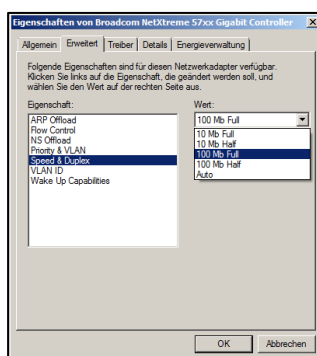 Eigenschaften von Broadcom NetXtreme 57xx Gigabit Controller
Allgemein Erweitert Treiber Details Energieverwaltung
Folgende Eigenschaften sind für diesen Netzwerkadapter verfügbar.
Klicken Sie links auf die Eigenschaft, die geändert werden soll, und
wählen Sie den Wert auf der rechten Seite aus.
Eigenschaft:
ARP Offload
Flow Control
NS Offload
Priority & VLAN
Speed & Duplex
VLAN ID
Wake Up Capabilities
Wert:
100 Mb Full
10 Mb Full
10 Mb Half
100 Mb Full
100 Mb Half
Auto
OK Abbrechen